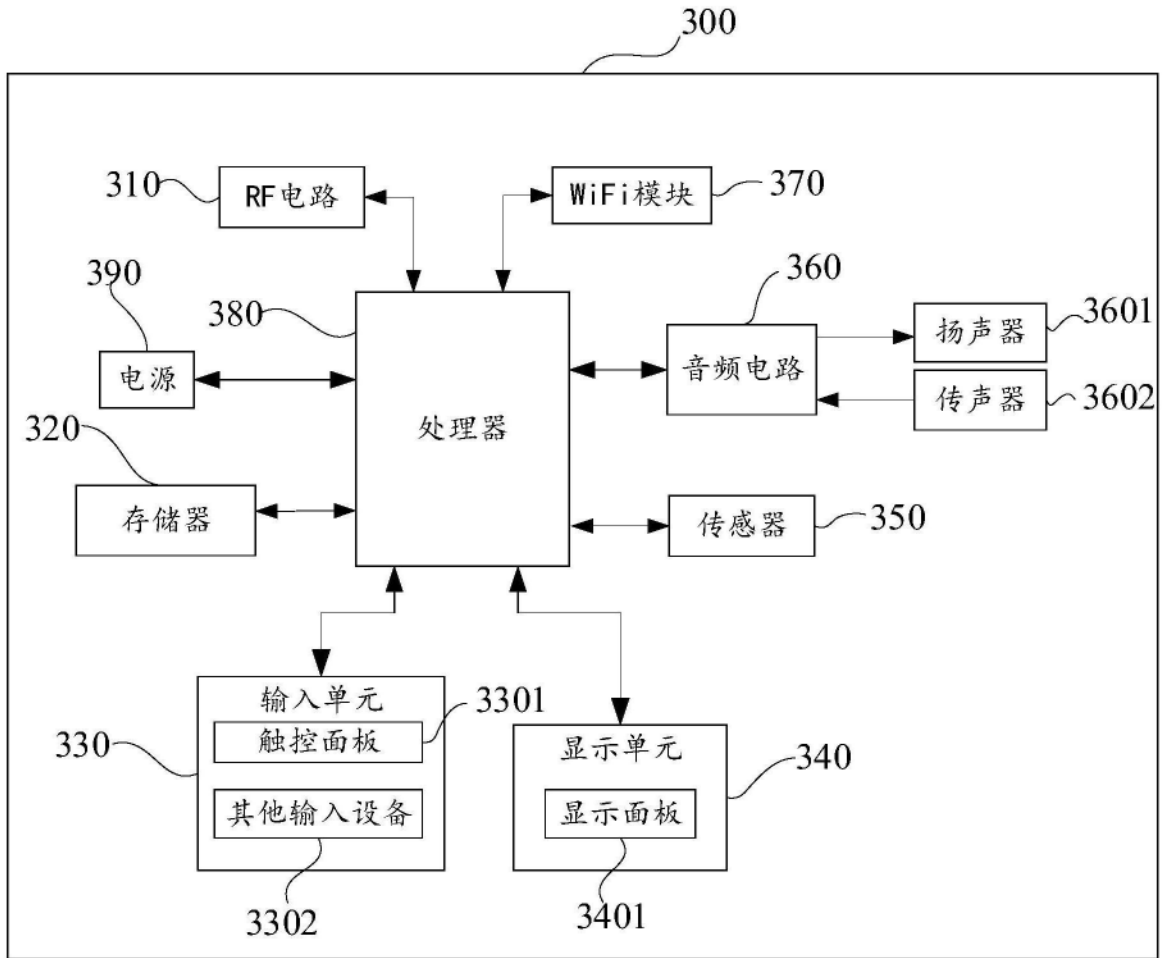 300
310
RF电路
WiFi模块
370
390
380
360
3601
扬声器
电源
音频电路
传声器
3602
320
处理器
存储器
传感器
350
输入单元
3301
330
触控面板
显示单元
340
其他输入设备
显示面板
3302
3401